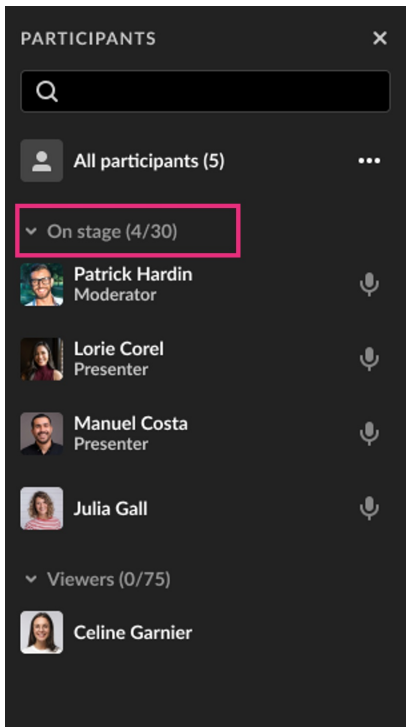 PARTICIPANTS
All participants (5)
On stage (4/30)
Patrick Hardin
Moderator
Lorie Corel
Presenter
Manuel Costa
Presenter
Julia Gall
Viewers (0/75)
Celine Garnier